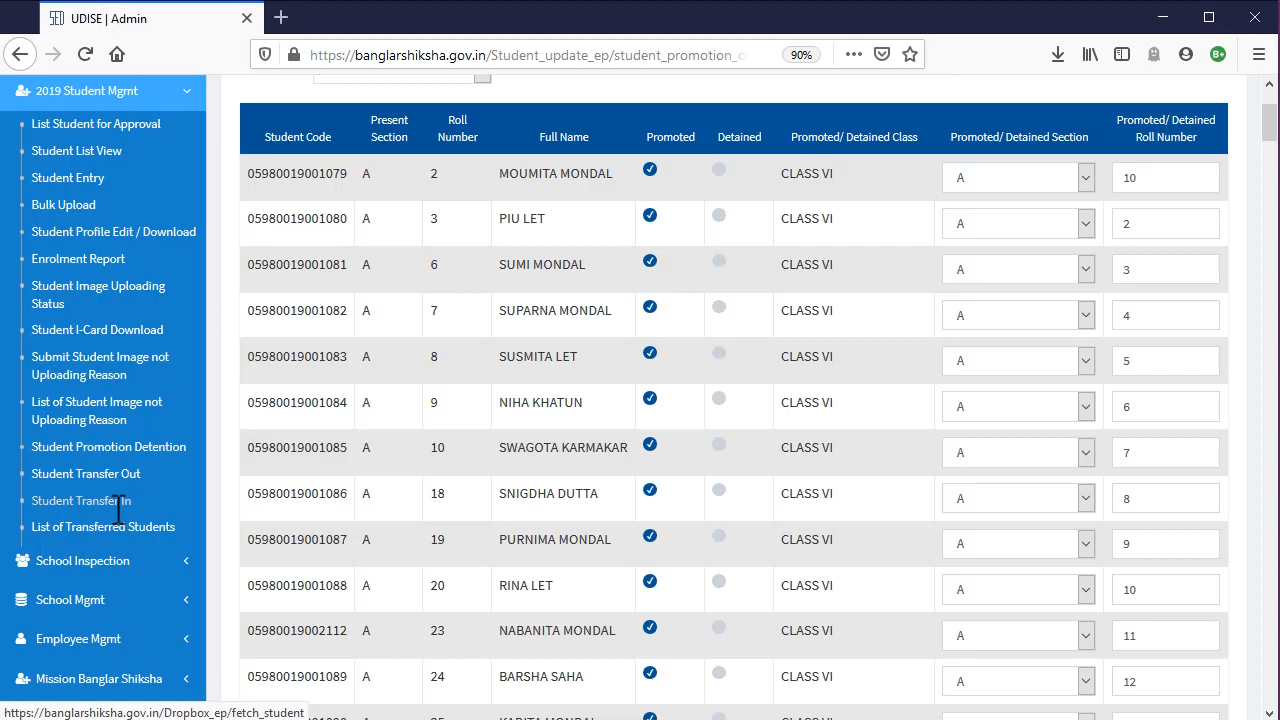 UDISE | Admin
https://banglarshiksha.gov.in/Student_update_ep/student_promotion_c
90%
B+
2019 Student Mgmt
List Student for Approval
Student List View
Student Entry
Bulk Upload
Student Profile Edit / Download
Enrolment Report
Student Image Uploading
Status
Student I-Card Download
Submit Student Image not
Uploading Reason
List of Student Image not
Uploading Reason
Student Promotion Detention
Student Transfer Out
Student Transfer In
List of Transferred Students
School Inspection
School Mgmt
Employee Mgmt
Mission Banglar Shiksha
https://banglarshiksha.gov.in/Dropbox_ep/fetch_student
Student Code Present Section Roll Number Full Name Promoted Detained Promoted/ Detained Class Promoted/ Detained Section Promoted/ Detained Roll Number
05980019001079 A 2 MOUMITA MONDAL CLASS VI A 10
05980019001080 A 3 PIU LET CLASS VI A 2
05980019001081 A 6 SUMI MONDAL CLASS VI A 3
05980019001082 A 7 SUPARNA MONDAL CLASS VI A 4
05980019001083 A 8 SUSMITA LET CLASS VI A 5
05980019001084 A 9 NIHA KHATUN CLASS VI A 6
05980019001085 A 10 SWAGOTA KARMAKAR CLASS VI A 7
05980019001086 A 18 SNIGDHA DUTTA CLASS VI A 8
05980019001087 A 19 PURNIMA MONDAL CLASS VI A 9
05980019001088 A 20 RINA LET CLASS VI A 10
05980019002112 A 23 NABANITA MONDAL CLASS VI A 11
05980019001089 A 24 BARSHA SAHA CLASS VI A 12